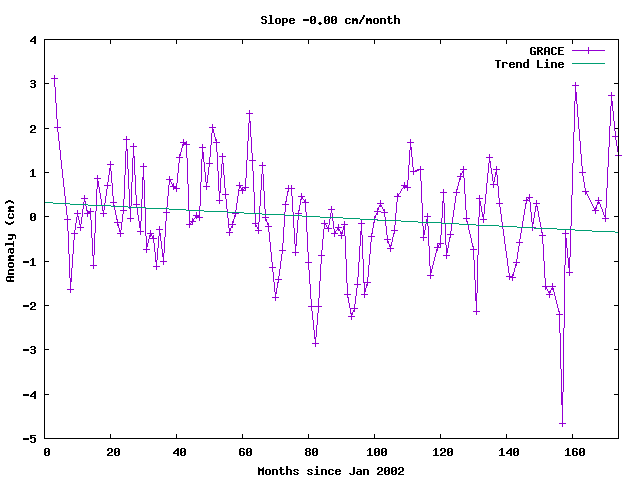 Slope -0.00 cm/month
GRACE
Trend Line
4
3
2
1
0
-1
-2
-3
-4
-5
Anomaly (cm)
0 20 40 60 80 100 120 140 160
Months since Jan 2002